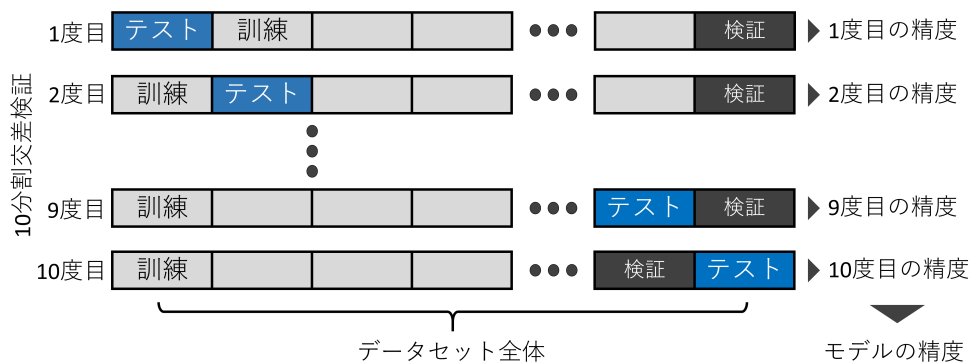 1度目 テスト 訓練 検証 1度目の精度
2度目 訓練 テスト 検証 2度目の精度
10分割交差検証
9度目 訓練 テスト 検証 9度目の精度
10度目 訓練 検証 テスト 10度目の精度
データセット全体 モデルの精度